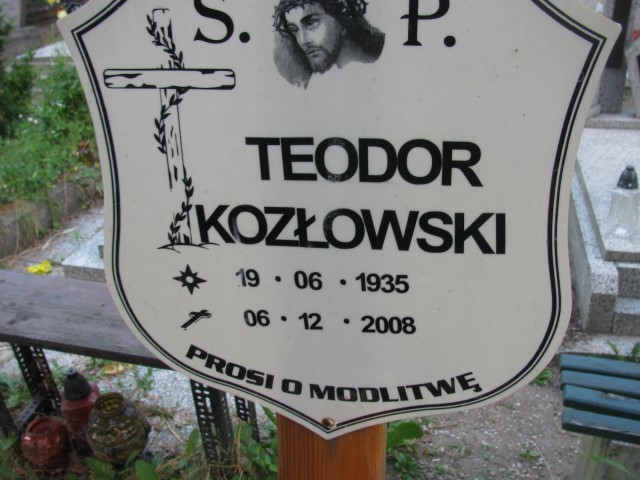 S. P.
TEODOR
KOZŁOWSKI
19 · 06 · 1935
06 · 12 · 2008
PROSI O MODLITWĘ